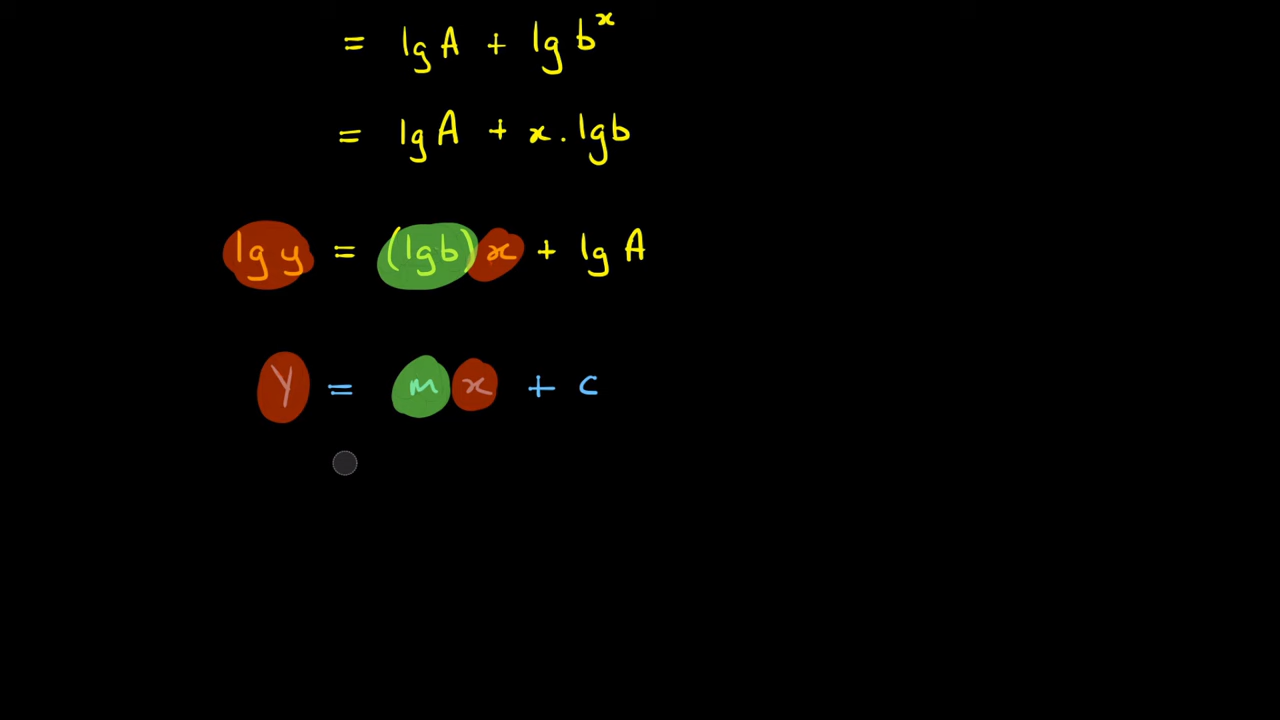 = lg A + lg b^x
= lg A + x . lg b
lg y = (lg b) x + lg A
Y = m x + c